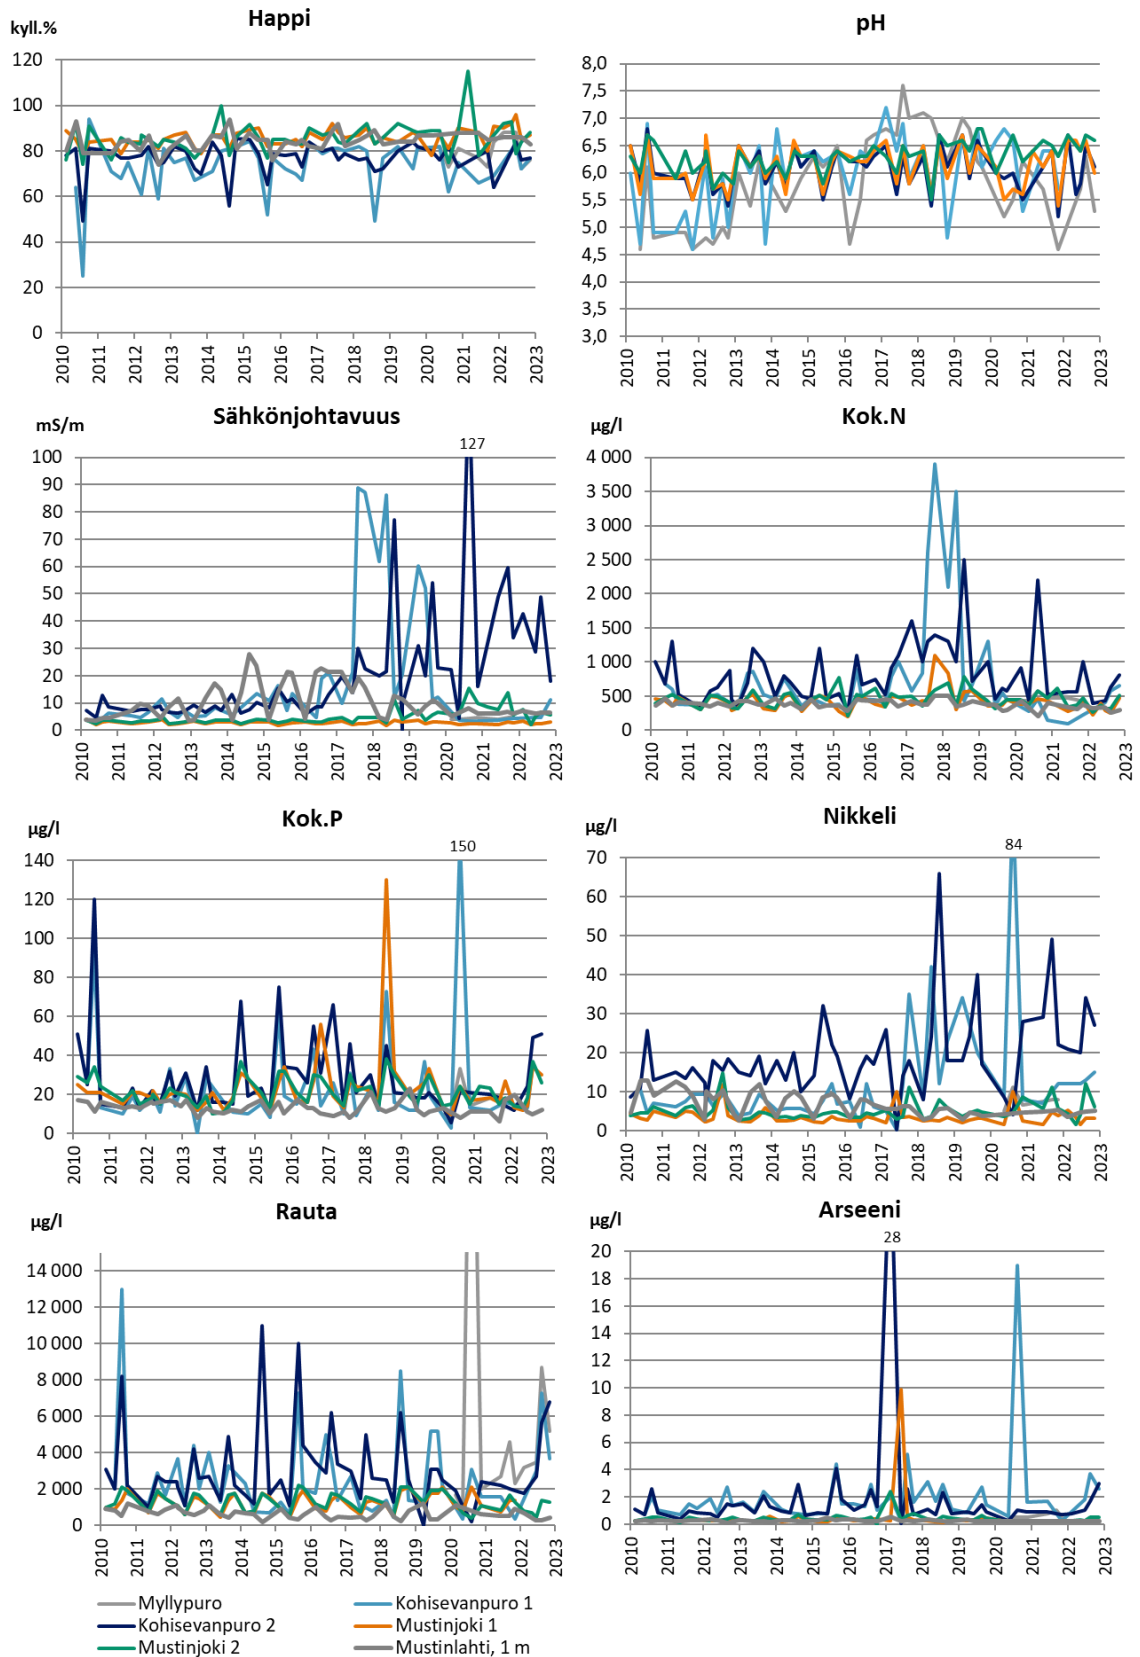 Happi
kyll.%
120
100
80
60
40
20
0
2010 2011 2012 2013 2014 2015 2016 2017 2018 2019 2020 2021 2022 2023
pH
8,0
7,5
7,0
6,5
6,0
5,5
5,0
4,5
4,0
3,5
3,0
2010 2011 2012 2013 2014 2015 2016 2017 2018 2019 2020 2021 2022 2023
Sähkönjohtavuus
mS/m
127
100
90
80
70
60
50
40
30
20
10
0
2010 2011 2012 2013 2014 2015 2016 2017 2018 2019 2020 2021 2022 2023
Kok.N
µg/l
4 000
3 500
3 000
2 500
2 000
1 500
1 000
500
0
2010 2011 2012 2013 2014 2015 2016 2017 2018 2019 2020 2021 2022 2023
Kok.P
µg/l
150
140
120
100
80
60
40
20
0
2010 2011 2012 2013 2014 2015 2016 2017 2018 2019 2020 2021 2022 2023
Nikkeli
µg/l
84
70
60
50
40
30
20
10
0
2010 2011 2012 2013 2014 2015 2016 2017 2018 2019 2020 2021 2022 2023
Rauta
µg/l
14 000
12 000
10 000
8 000
6 000
4 000
2 000
0
2010 2011 2012 2013 2014 2015 2016 2017 2018 2019 2020 2021 2022 2023
Arseeni
µg/l
28
20
18
16
14
12
10
8
6
4
2
0
2010 2011 2012 2013 2014 2015 2016 2017 2018 2019 2020 2021 2022 2023
Myllypuro Kohisevanpuro 1
Kohisevanpuro 2 Mustinjoki 1
Mustinjoki 2 Mustinlahti, 1 m